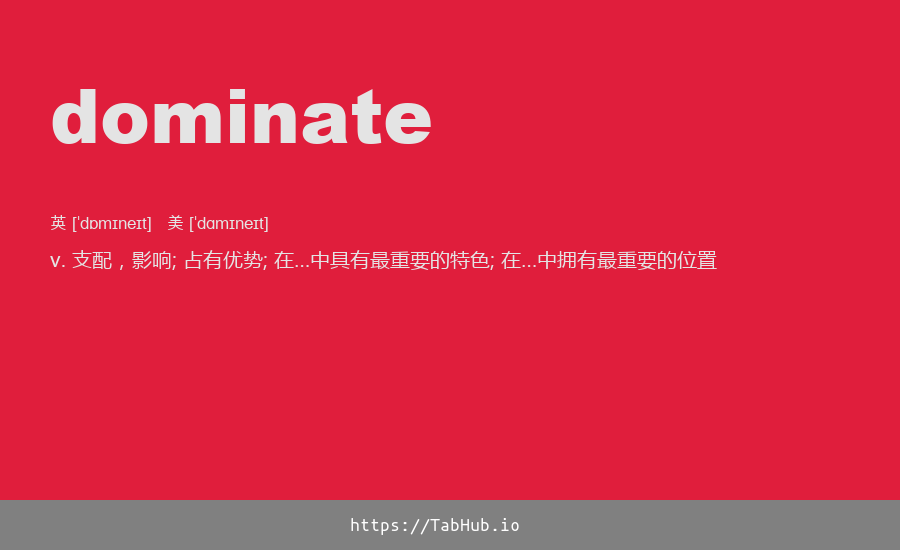 dominate
英 [ˈdɒmɪneɪt] 美 [ˈdɑmɪneɪt]
v. 支配，影响; 占有优势; 在...中具有最重要的特色; 在...中拥有最重要的位置
https://TabHub.io